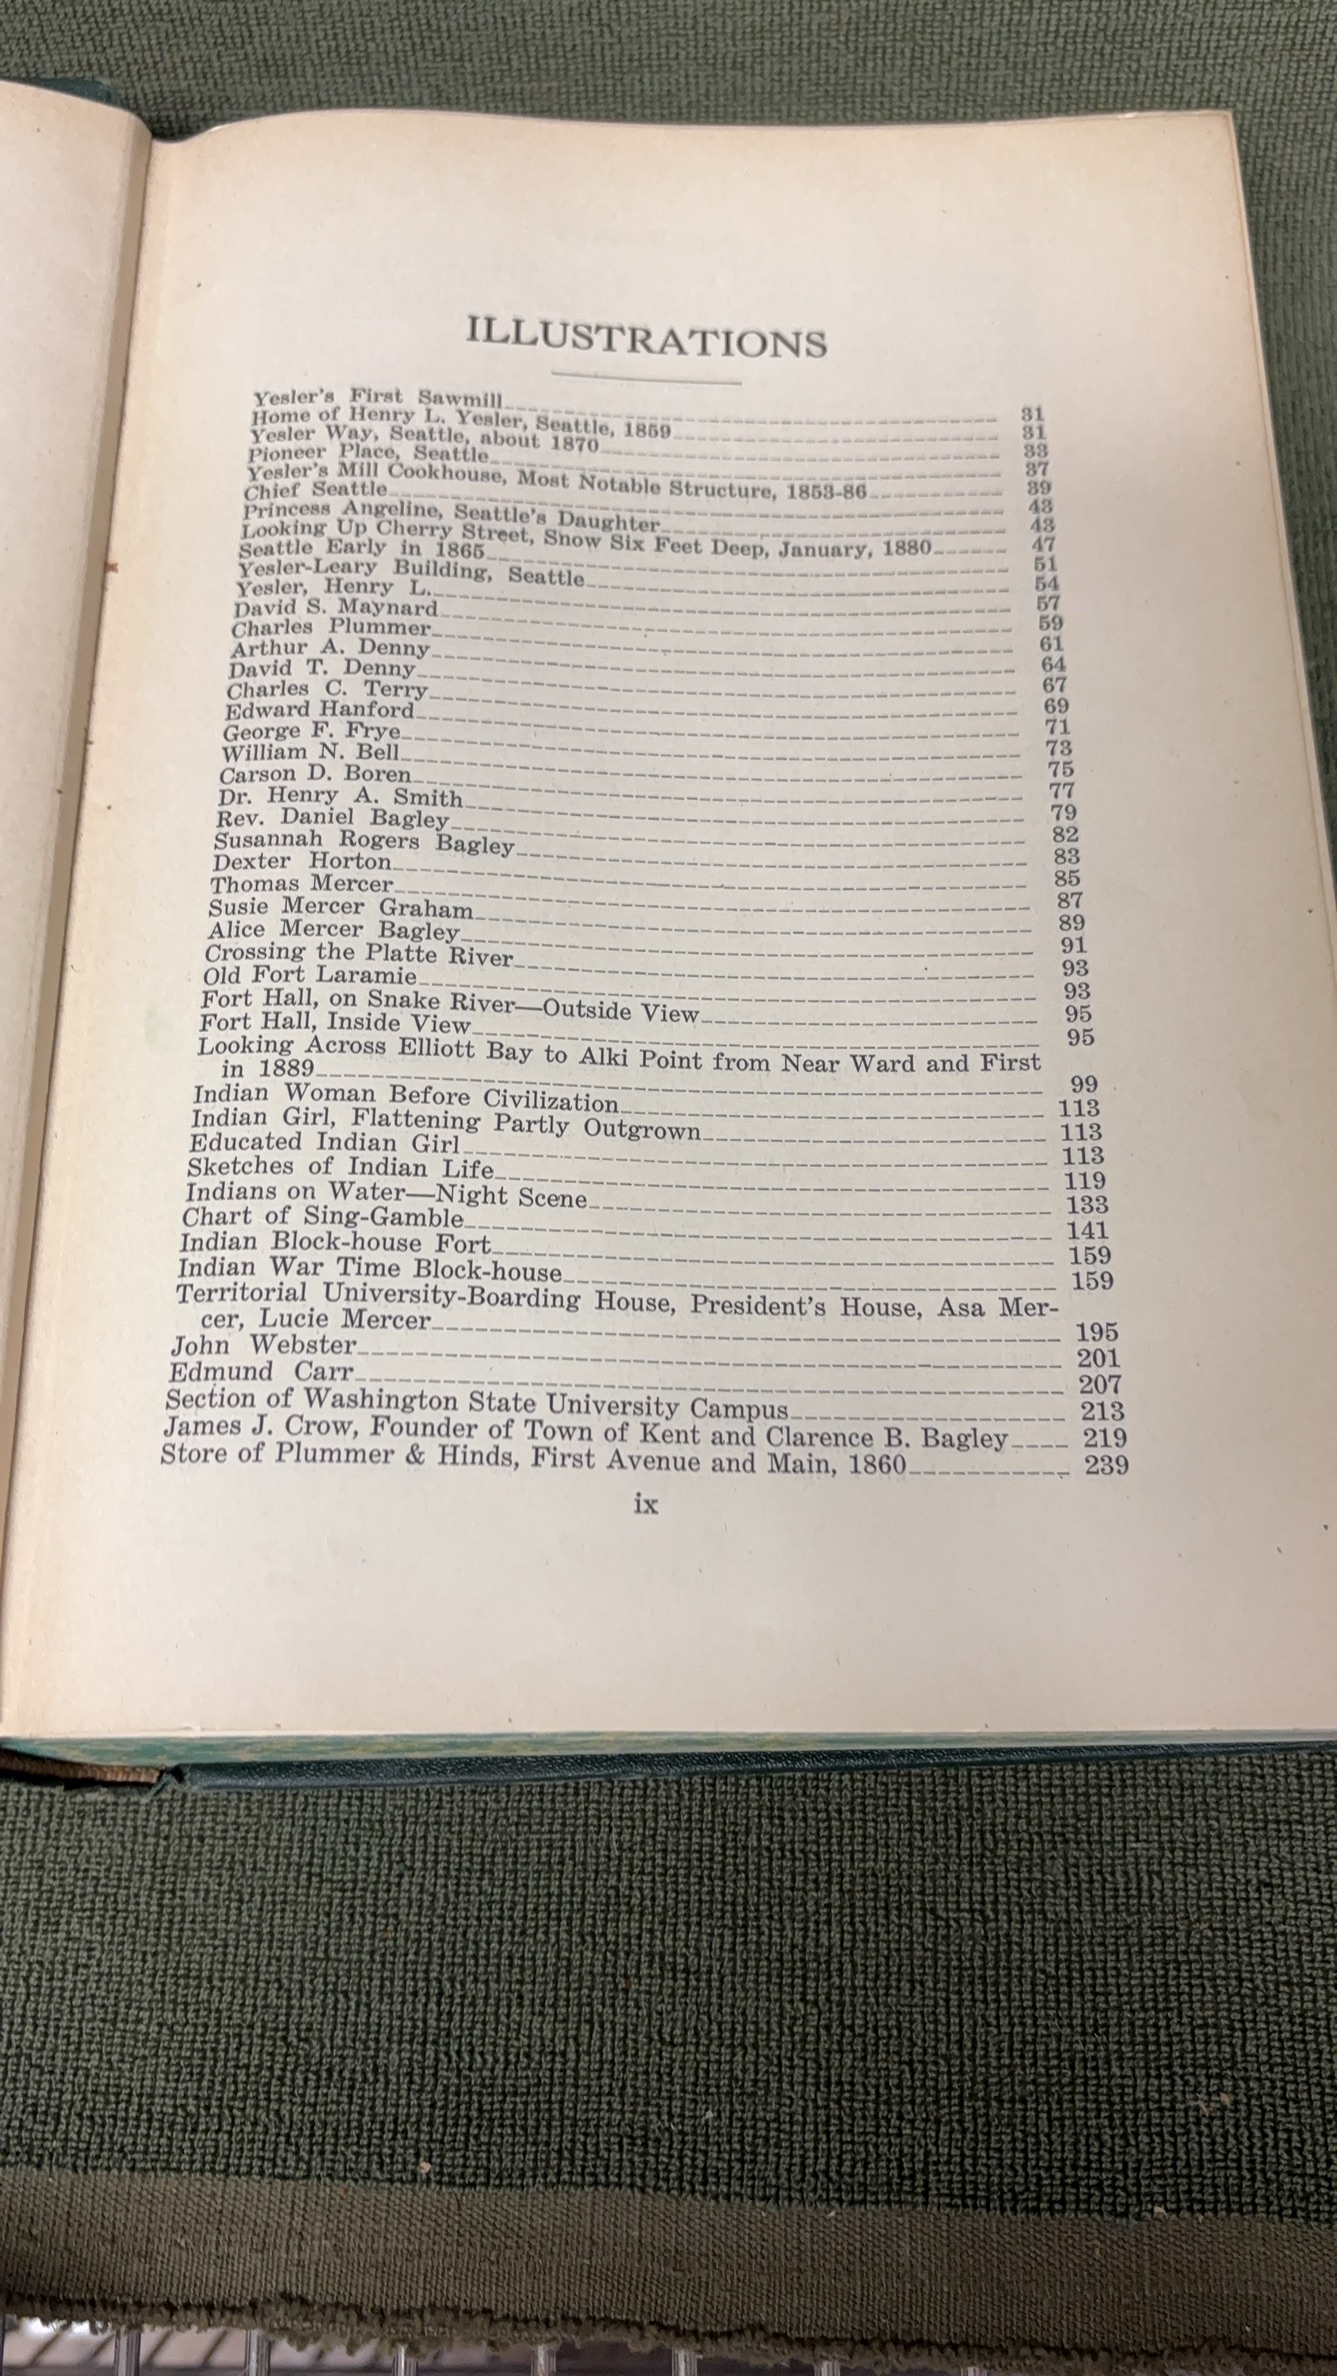 ILLUSTRATIONS
Yesler's First Sawmill 31
Home of Henry L. Yesler, Seattle, 1859 31
Yesler Way, Seattle, about 1870 33
Pioneer Place, Seattle 37
Yesler's Mill Cookhouse, Most Notable Structure, 1853-86 39
Chief Seattle 43
Princess Angeline, Seattle's Daughter 43
Looking Up Cherry Street, Snow Six Feet Deep, January, 1880 47
Seattle Early in 1865 51
Yesler-Leary Building, Seattle 54
Yesler, Henry L. 57
David S. Maynard 59
Charles Plummer 61
Arthur A. Denny 64
David T. Denny 67
Charles C. Terry 69
Edward Hanford 71
George F. Frye 73
William N. Bell 75
Carson D. Boren 77
Dr. Henry A. Smith 79
Rev. Daniel Bagley 82
Susannah Rogers Bagley 83
Dexter Horton 85
Thomas Mercer 87
Susie Mercer Graham 89
Alice Mercer Bagley 91
Crossing the Platte River 93
Old Fort Laramie 93
Fort Hall, on Snake River—Outside View 95
Fort Hall, Inside View 95
Looking Across Elliott Bay to Alki Point from Near Ward and First
in 1889 99
Indian Woman Before Civilization 113
Indian Girl, Flattening Partly Outgrown 113
Educated Indian Girl 113
Sketches of Indian Life 119
Indians on Water—Night Scene 133
Chart of Sing-Gamble 141
Indian Block-house Fort 159
Indian War Time Block-house 159
Territorial University-Boarding House, President's House, Asa Mer-
cer, Lucie Mercer 195
John Webster 201
Edmund Carr 207
Section of Washington State University Campus 213
James J. Crow, Founder of Town of Kent and Clarence B. Bagley 219
Store of Plummer & Hinds, First Avenue and Main, 1860 239
ix